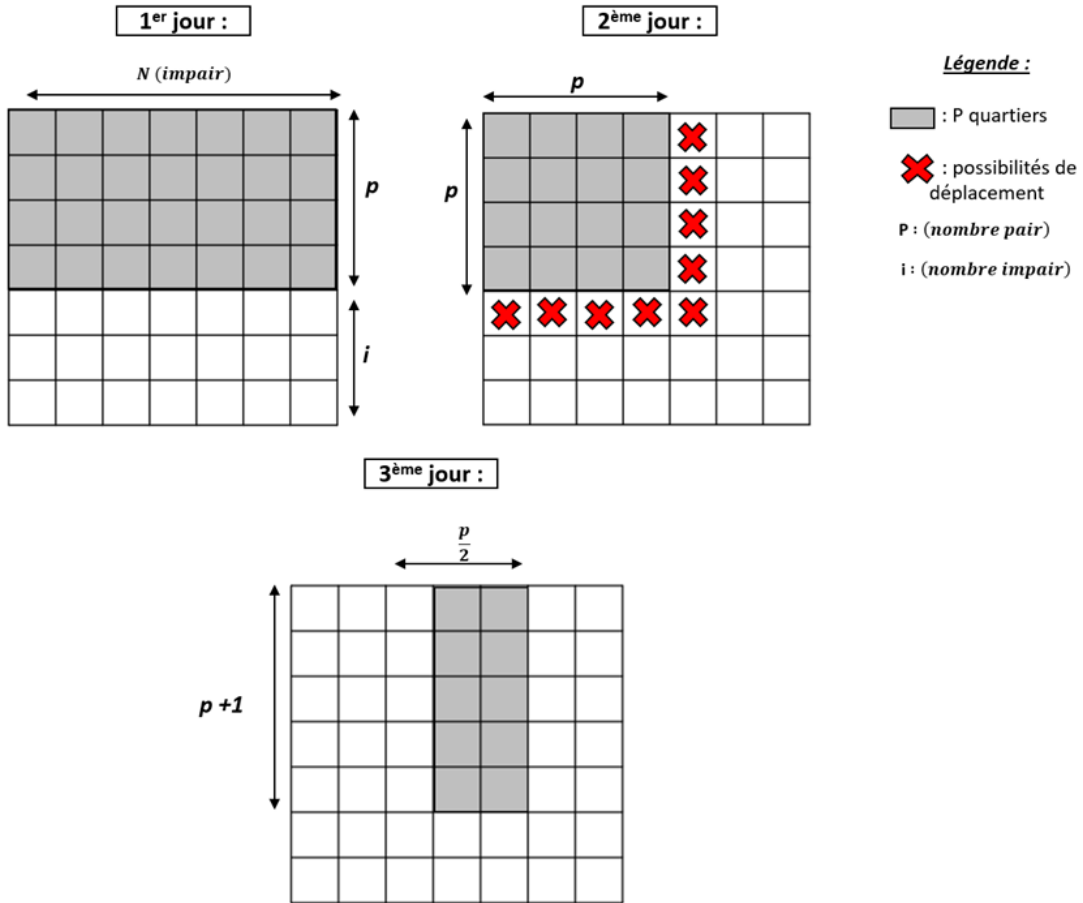 1er jour :
N (impair)
p
i
2ème jour :
p
p
Légende :
: P quartiers
: possibilités de
déplacement
P : (nombre pair)
i : (nombre impair)
3ème jour :
p
2
p +1